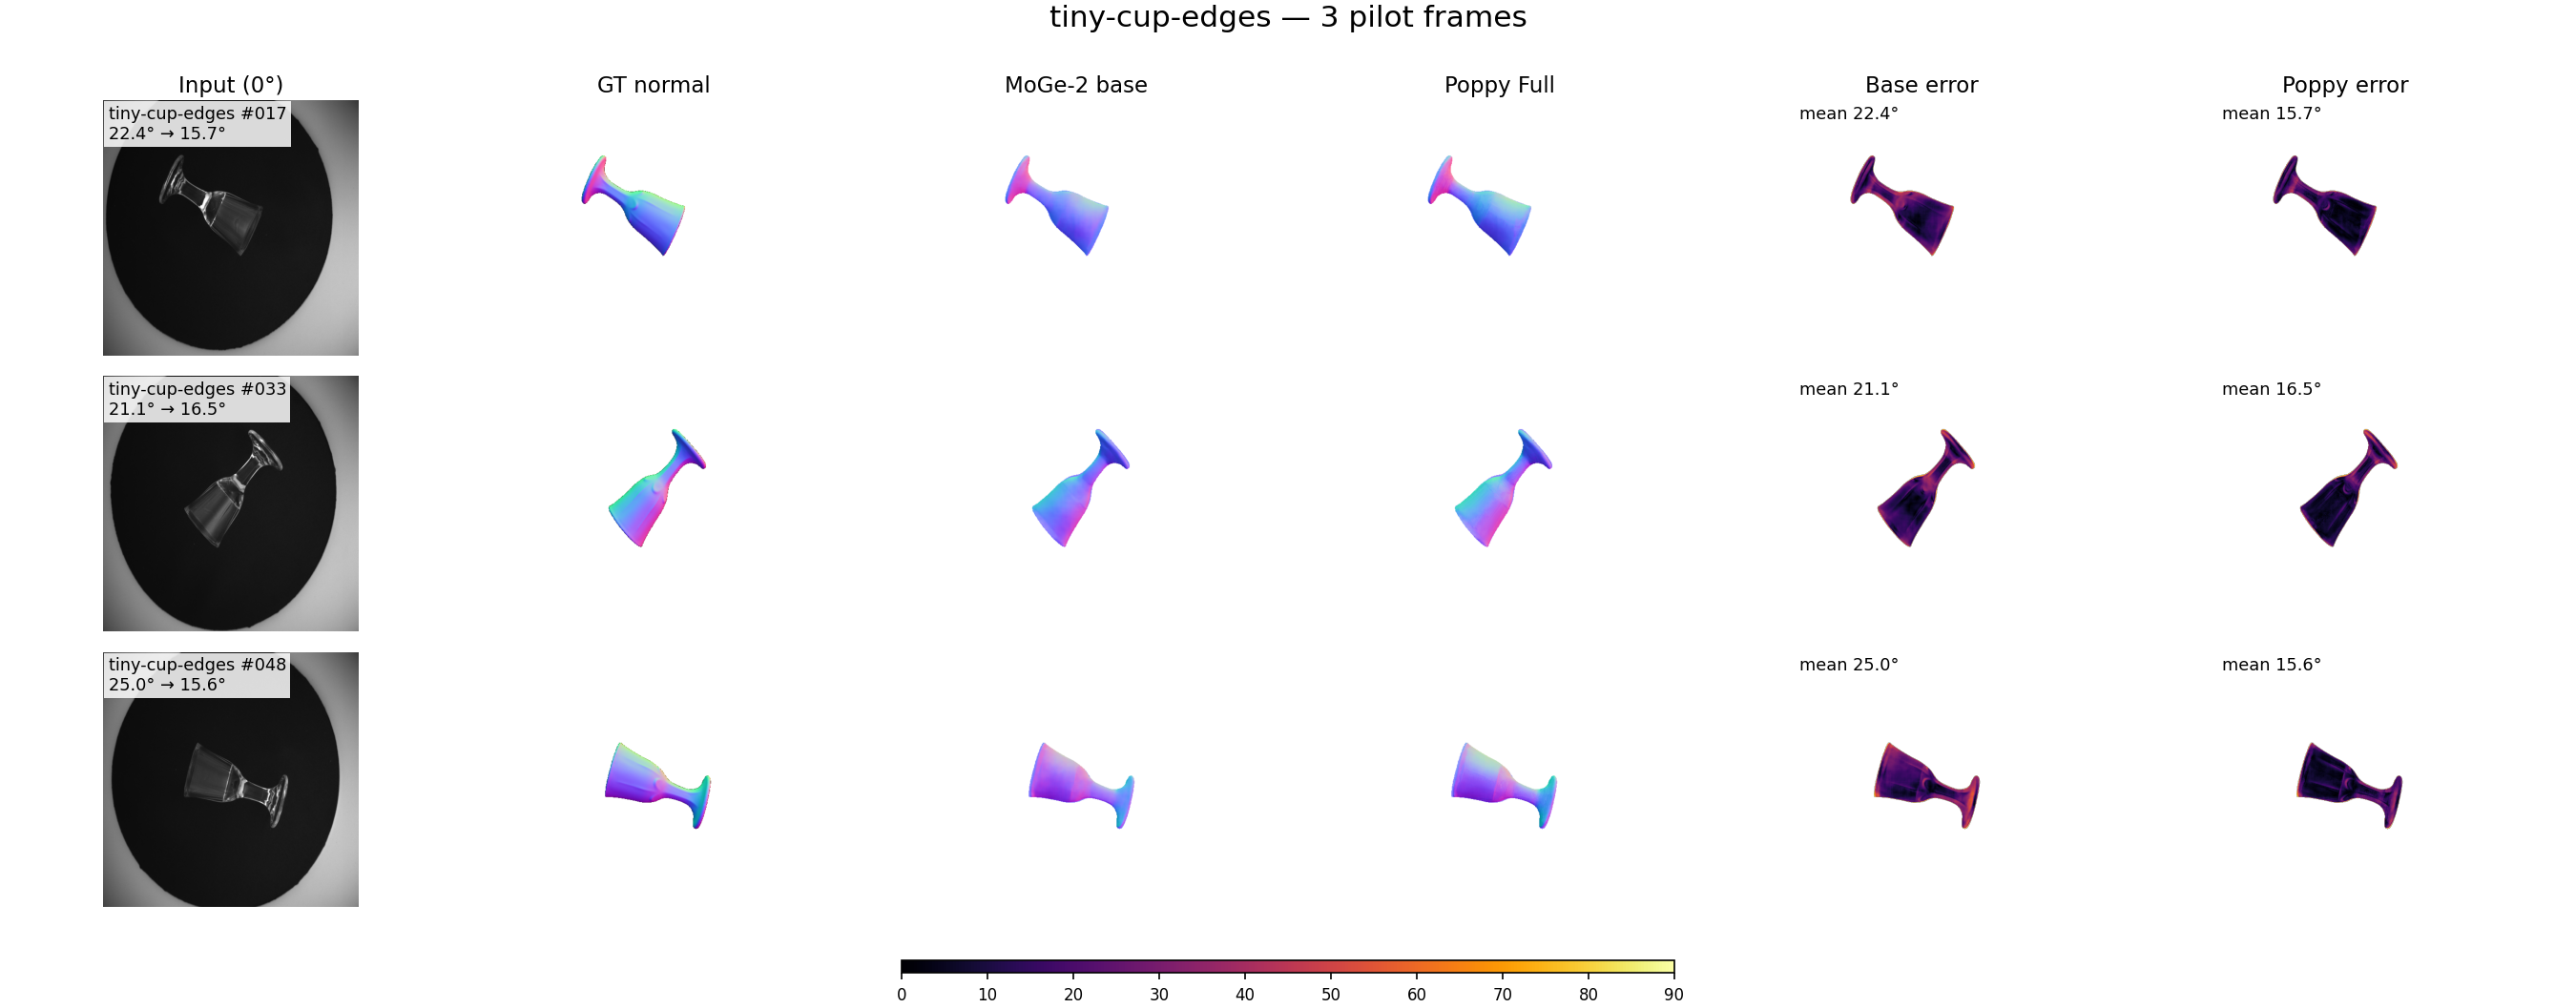 tiny-cup-edges — 3 pilot frames
Input (0°)
GT normal
MoGe-2 base
Poppy Full
Base error
Poppy error
tiny-cup-edges #017
22.4° → 15.7°
mean 22.4°
mean 15.7°
tiny-cup-edges #033
21.1° → 16.5°
mean 21.1°
mean 16.5°
tiny-cup-edges #048
25.0° → 15.6°
mean 25.0°
mean 15.6°
0 10 20 30 40 50 60 70 80 90